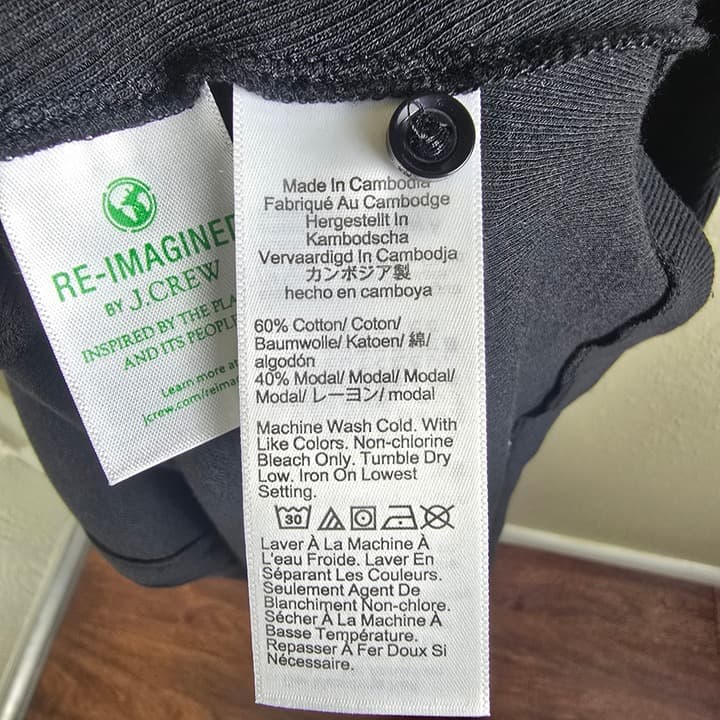 RE-IMAGINED
BY J.CREW
INSPIRED BY THE
AND ITS PEOPLE
Learn more
jcrew.com/
Made In Cambodia
Fabriqué Au Cambodge
Hergestellt In
Kambodscha
Vervaardigd In Cambodja
カンボジア製
hecho en camboya
60% Cotton/ Coton/
Baumwolle/ Katoen/ 綿/
algodón
40% Modal/ Modal/ Modal/
Modal/ レーヨン/ modal
Machine Wash Cold. With
Like Colors. Non-chlorine
Bleach Only. Tumble Dry
Low. Iron On Lowest
Setting.
30
Laver À La Machine À
L'eau Froide. Laver En
Séparant Les Couleurs.
Seulement Agent De
Blanchiment Non-chlore.
Sécher À La Machine À
Basse Température.
Repasser À Fer Doux Si
Nécessaire.